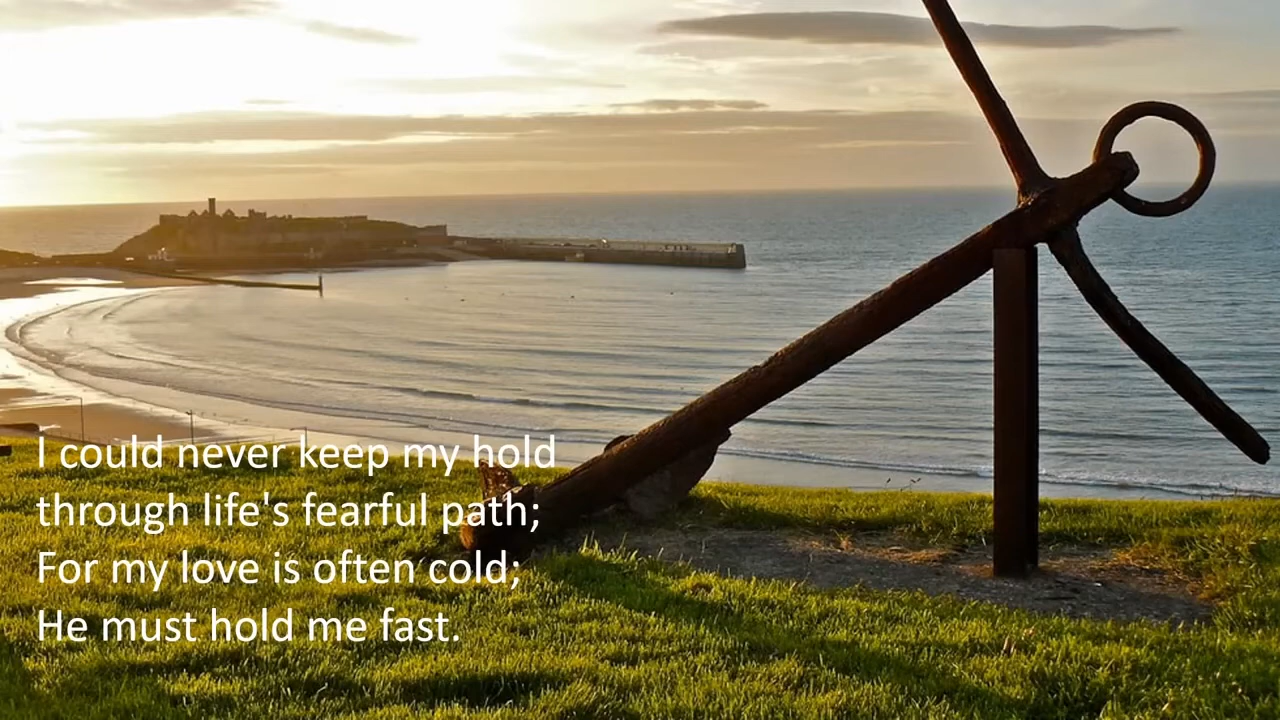 I could never keep my hold
through life's fearful path;
For my love is often cold;
He must hold me fast.